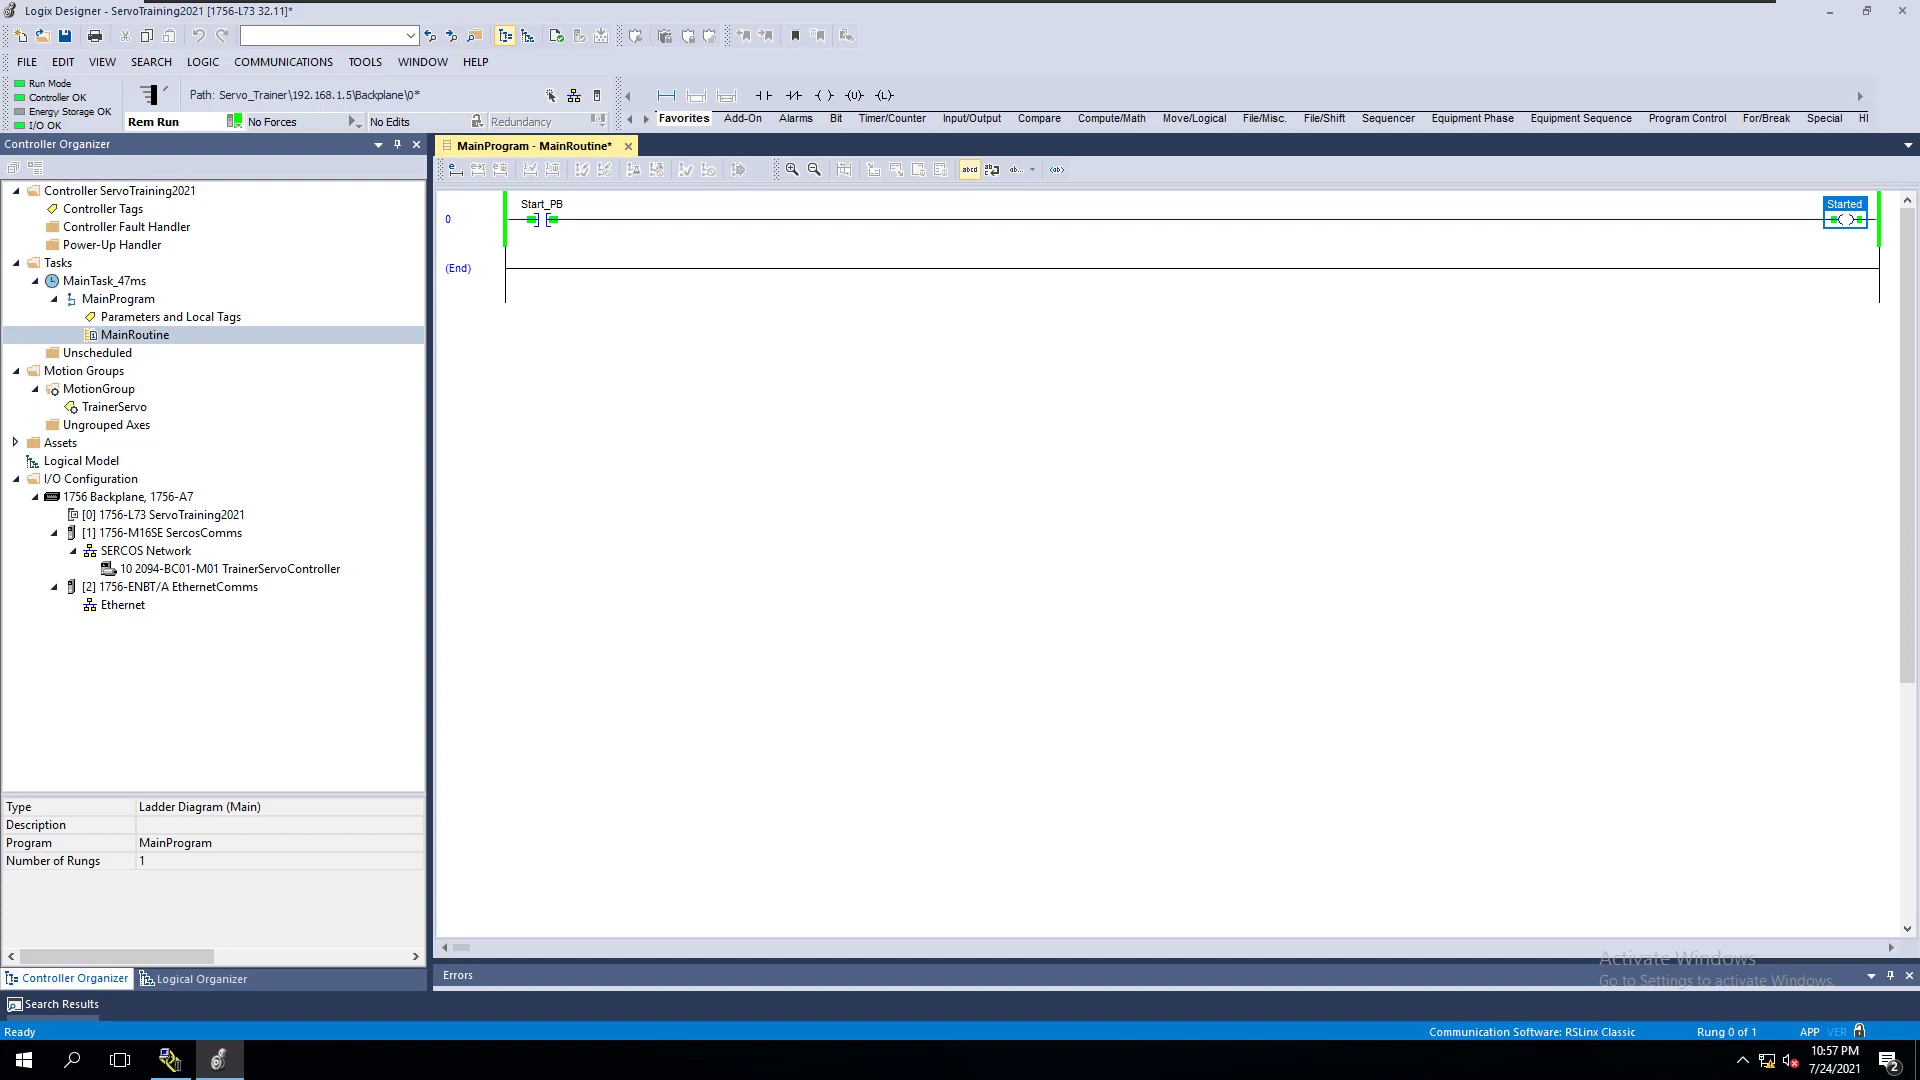 Logix Designer - ServoTraining2021 [1756-L73 32.11]*
FILE EDIT VIEW SEARCH LOGIC COMMUNICATIONS TOOLS WINDOW HELP
Run Mode
Controller OK
Energy Storage OK
I/O OK
Path: Servo_Trainer\192.168.1.5\Backplane\0*
Rem Run No Forces No Edits Redundancy
Favorites Add-On Alarms Bit Timer/Counter Input/Output Compare Compute/Math Move/Logical File/Misc. File/Shift Sequencer Equipment Phase Equipment Sequence Program Control For/Break Special HI
Controller Organizer
Controller ServoTraining2021
Controller Tags
Controller Fault Handler
Power-Up Handler
Tasks
MainTask_47ms
MainProgram
Parameters and Local Tags
MainRoutine
Unscheduled
Motion Groups
MotionGroup
TrainerServo
Ungrouped Axes
Assets
Logical Model
I/O Configuration
1756 Backplane, 1756-A7
[0] 1756-L73 ServoTraining2021
[1] 1756-M16SE SercosComms
SERCOS Network
10 2094-BC01-M01 TrainerServoController
[2] 1756-ENBT/A EthernetComms
Ethernet
Type Ladder Diagram (Main)
Description
Program MainProgram
Number of Rungs 1
Controller Organizer Logical Organizer
MainProgram - MainRoutine*
abcd ab...
Start_PB Started
0
(End)
Errors
Activate Windows
Go to Settings to activate Windows.
Search Results
Ready Communication Software: RSLinx Classic Rung 0 of 1 APP VER
10:57 PM
7/24/2021
2